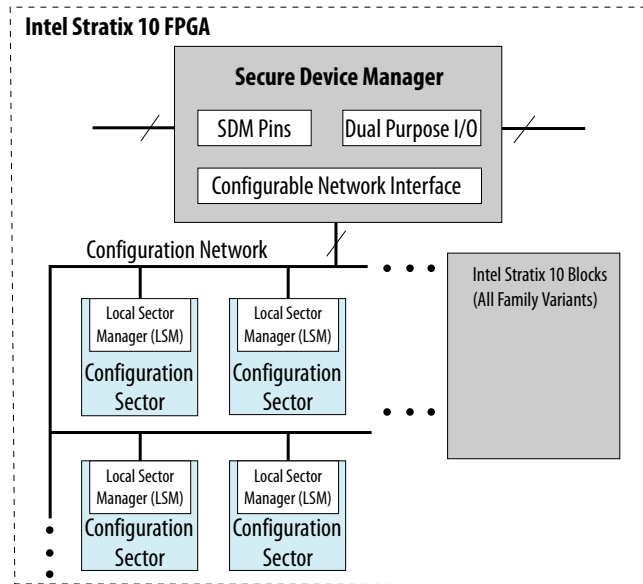 Intel Stratix 10 FPGA
Secure Device Manager
SDM Pins
Dual Purpose I/O
Configurable Network Interface
Configuration Network
Intel Stratix 10 Blocks
(All Family Variants)
Local Sector
Manager (LSM)
Configuration
Sector
Local Sector
Manager (LSM)
Configuration
Sector
Local Sector
Manager (LSM)
Configuration
Sector
Local Sector
Manager (LSM)
Configuration
Sector